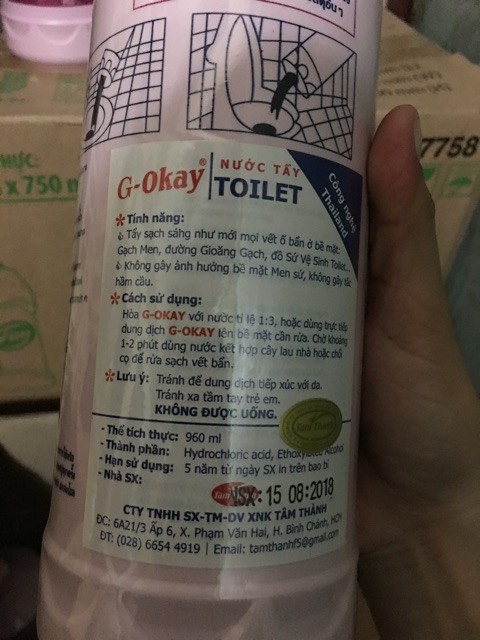 THỰC:
x 750 m
7758
G-Okay® NƯỚC TẨY TOILET
Công nghệ Thailand
* Tính năng:
Tẩy sạch sáng như mới mọi vết ố bẩn ở bề mặt:
Gạch Men, đường Gioăng Gạch, đồ Sứ Vệ Sinh Toilet...
Không gây ảnh hưởng bề mặt Men sứ, không gây tắc
hầm cầu.
* Cách sử dụng:
Hòa G-OKAY với nước tỉ lệ 1:3, hoặc dùng trực tiếp
dung dịch G-OKAY lên bề mặt cần rửa. Chờ khoảng
1-2 phút dùng nước kết hợp cây lau nhà hoặc chổi
cọ để rửa sạch vết bẩn.
* Lưu ý: Tránh để dung dịch tiếp xúc với da.
Tránh xa tầm tay trẻ em.
KHÔNG ĐƯỢC UỐNG.
- Thể tích thực: 960 ml
- Thành phần: Hydrochloric acid, Ethoxylated Alcohol
- Hạn sử dụng: 5 năm từ ngày SX in trên bao bì
- Nhà SX:
NSX: 15 08:2018
CTY TNHH SX-TM-DV XNK TÂM THÀNH
ĐC: 6A21/3 Ấp 6, X. Phạm Văn Hai, H. Bình Chánh, HCM
ĐT: (028) 6654 4919 | Email: tamthanhf5@gmail.com